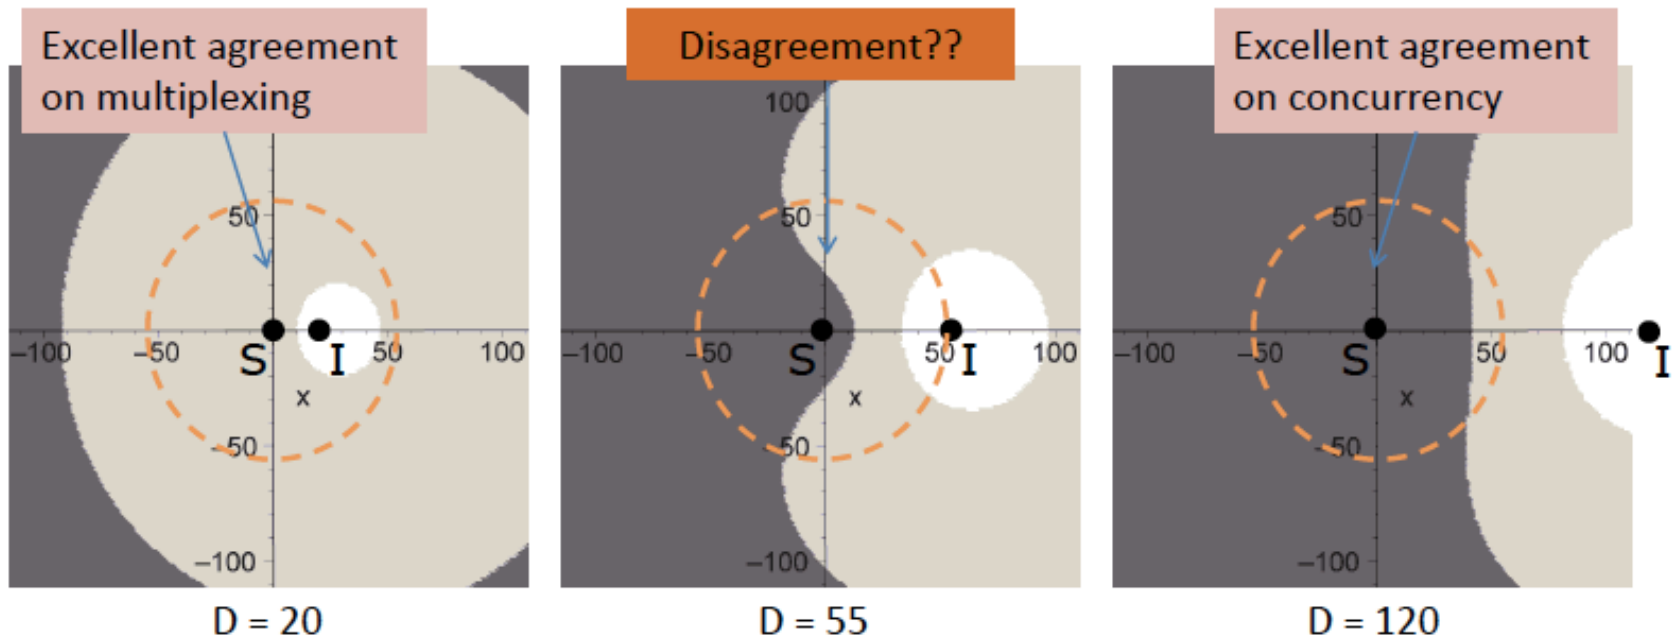 Excellent agreement
on multiplexing
Disagreement??
Excellent agreement
on concurrency
50
−100 −50 50 100
S I
x
−50
−100
D = 20
100
50
−100 −50 50 100
S I
x
−50
−100
D = 55
50
−100 −50 50 100
S I
x
−50
−100
D = 120